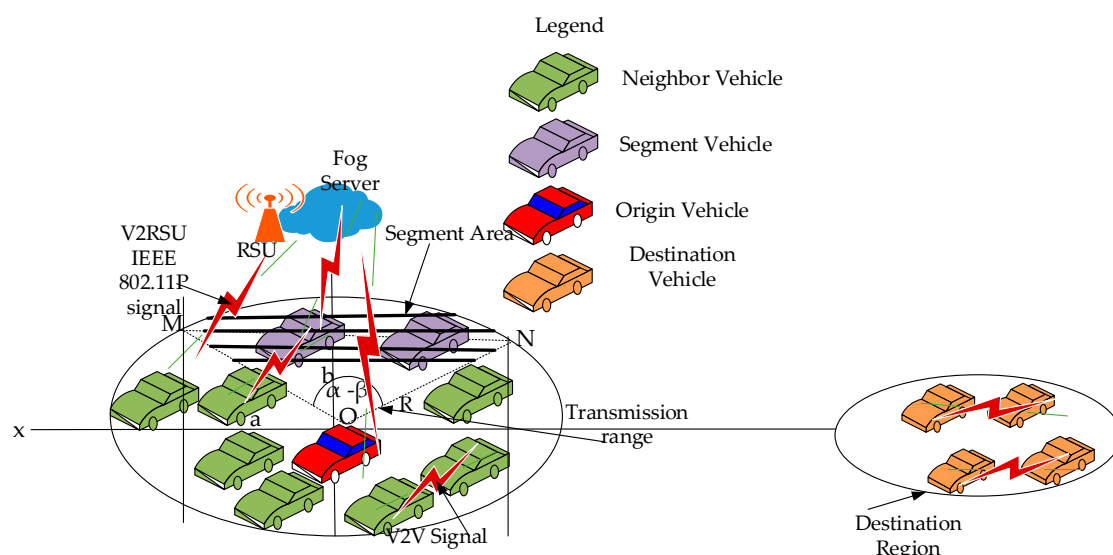 Legend
Neighbor Vehicle
Segment Vehicle
Origin Vehicle
Destination
Vehicle
Fog
Server
RSU
Segment Area
V2RSU
IEEE
802.11P
signal
M
N
b
α -β
a
O
R
x
Transmission
range
V2V Signal
Destination
Region